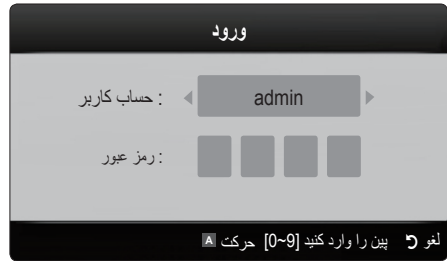 ورود
حساب کاربر :
admin
رمز عبور :
A حرکت [0~9] پین را وارد کنید لغو